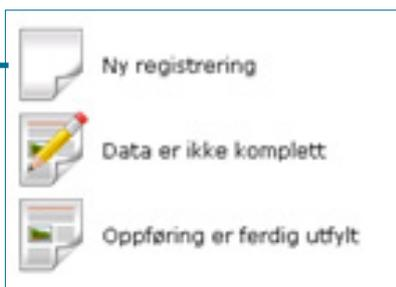 Ny registrering
Data er ikke komplett
Oppføring er ferdig utfylt